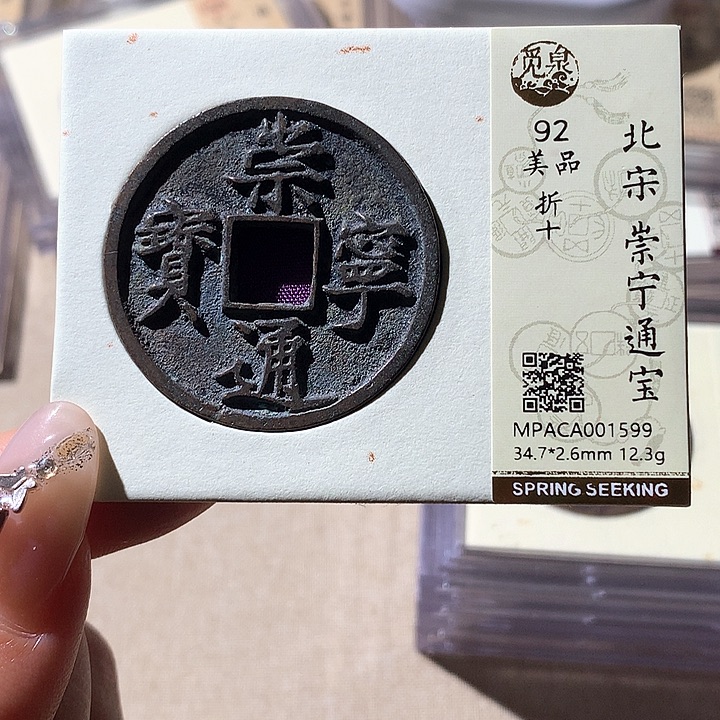 崇
寧
通
寶
觅泉
92
美品
折十
北宋 崇宁通宝
MPACA001599
34.7*2.6mm 12.3g
SPRING SEEKING